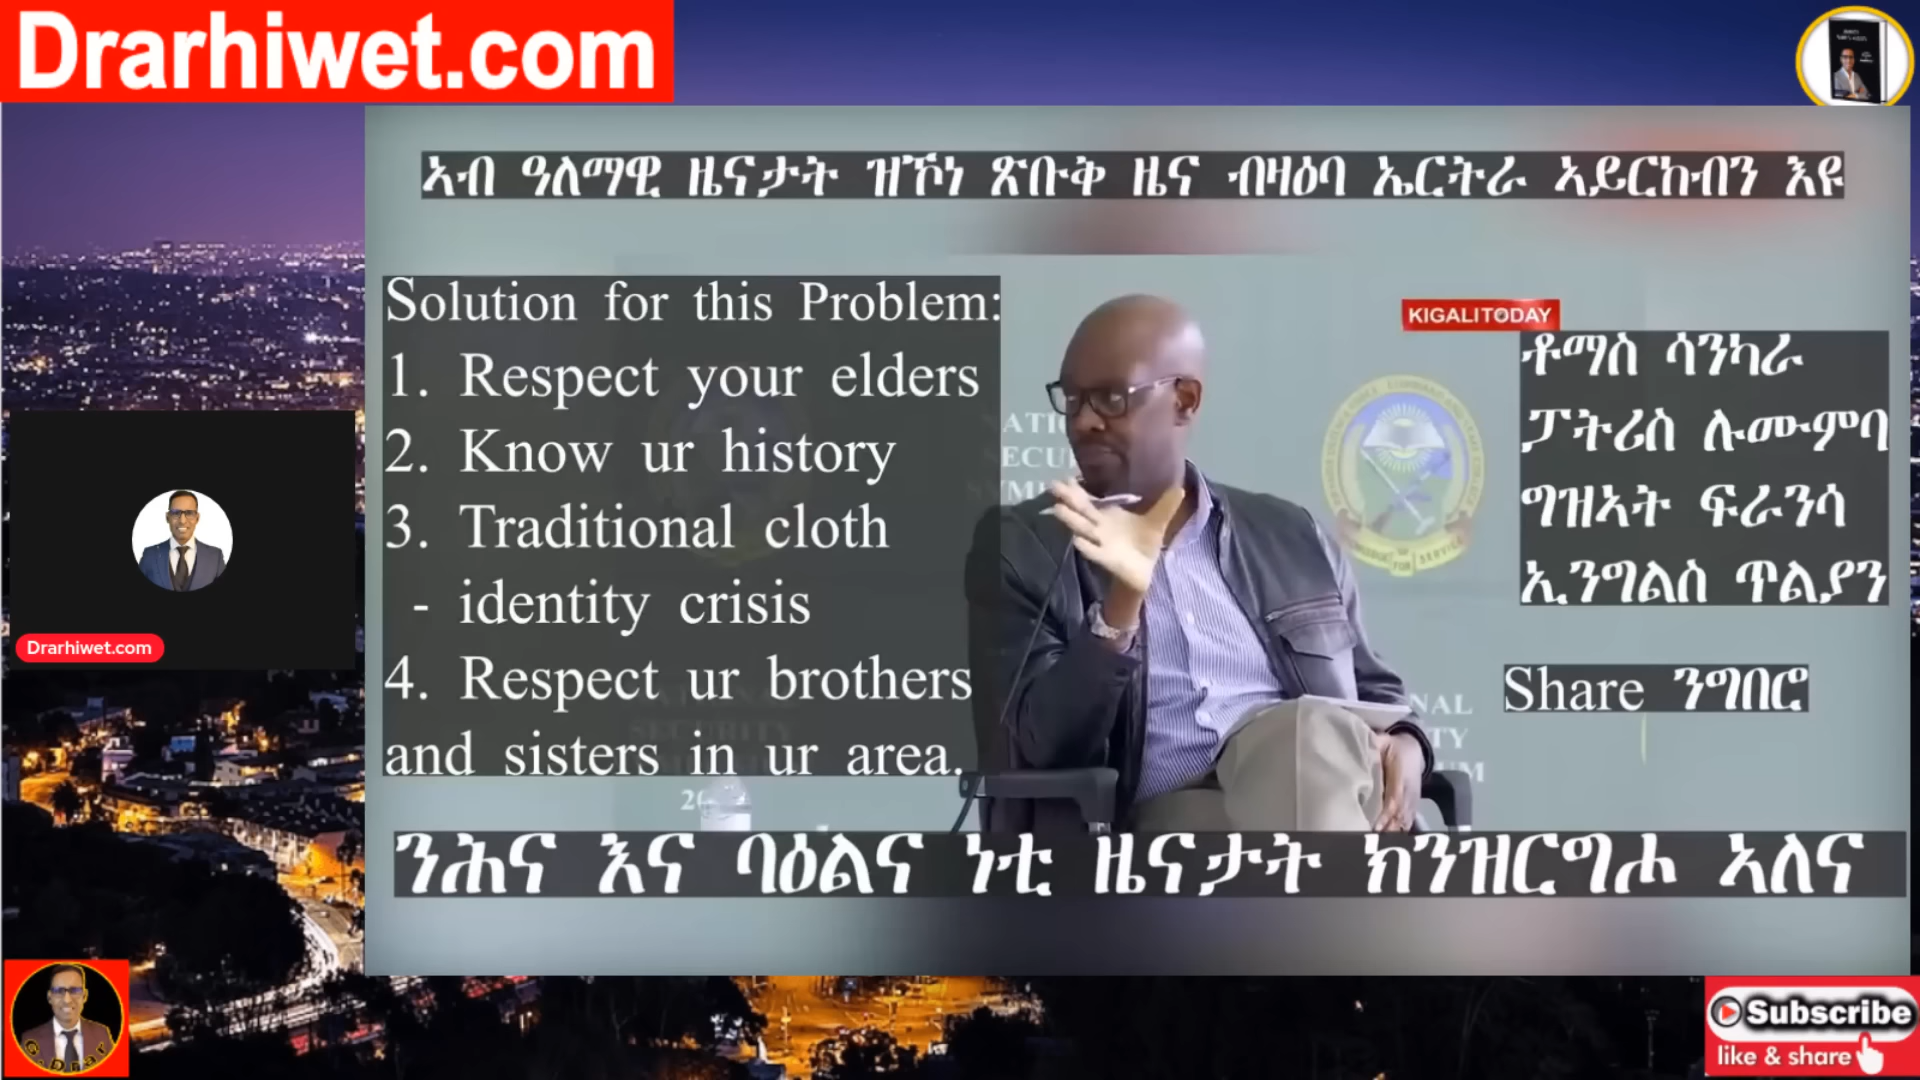 Drarhiwet.com
ኣብ ዓለማዊ ዜናታት ዝኾነ ጽቡቅ ዜና ብዛዕባ ኤርትራ ኣይርከብን እዩ
Solution for this Problem:
1. Respect your elders
2. Know ur history
3. Traditional cloth
- identity crisis
4. Respect ur brothers
and sisters in ur area.
KIGALITODAY
ቶማስ ሳንካራ
ፓትሪስ ሉሙምባ
ግዝኣት ፍራንሳ
ኢንግልስ ጥልያን
Share ንግበሮ
ንሕና እና ባዕልና ነቲ ዜናታት ክንዝርግሖ ኣለና
Drarhiwet.com
Subscribe
like & share